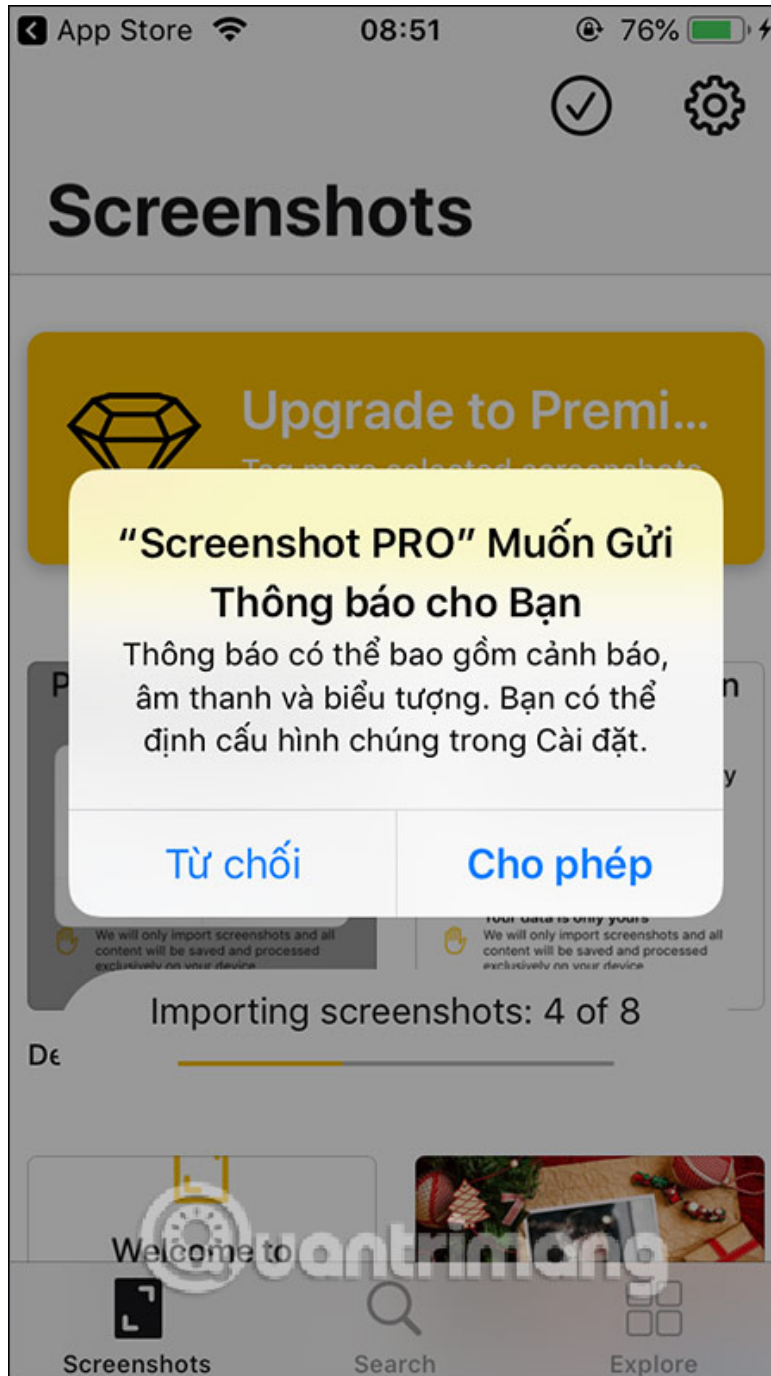 App Store 08:51 76%
Screenshots
Upgrade to Premi...
Tag more selected screenshots
“Screenshot PRO” Muốn Gửi
Thông báo cho Bạn
Thông báo có thể bao gồm cảnh báo,
âm thanh và biểu tượng. Bạn có thể
định cấu hình chúng trong Cài đặt.
Từ chối Cho phép
Your data is only yours
We will only import screenshots and all
content will be saved and processed
exclusively on your device
We will only import screenshots and all
content will be saved and processed
exclusively on your device
Importing screenshots: 4 of 8
Welcome to
Quantrimang
Screenshots Search Explore